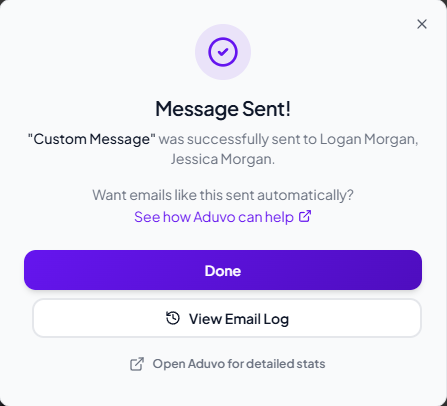 Message Sent!
"Custom Message" was successfully sent to Logan Morgan,
Jessica Morgan.
Want emails like this sent automatically?
See how Aduvo can help
Done
View Email Log
Open Aduvo for detailed stats